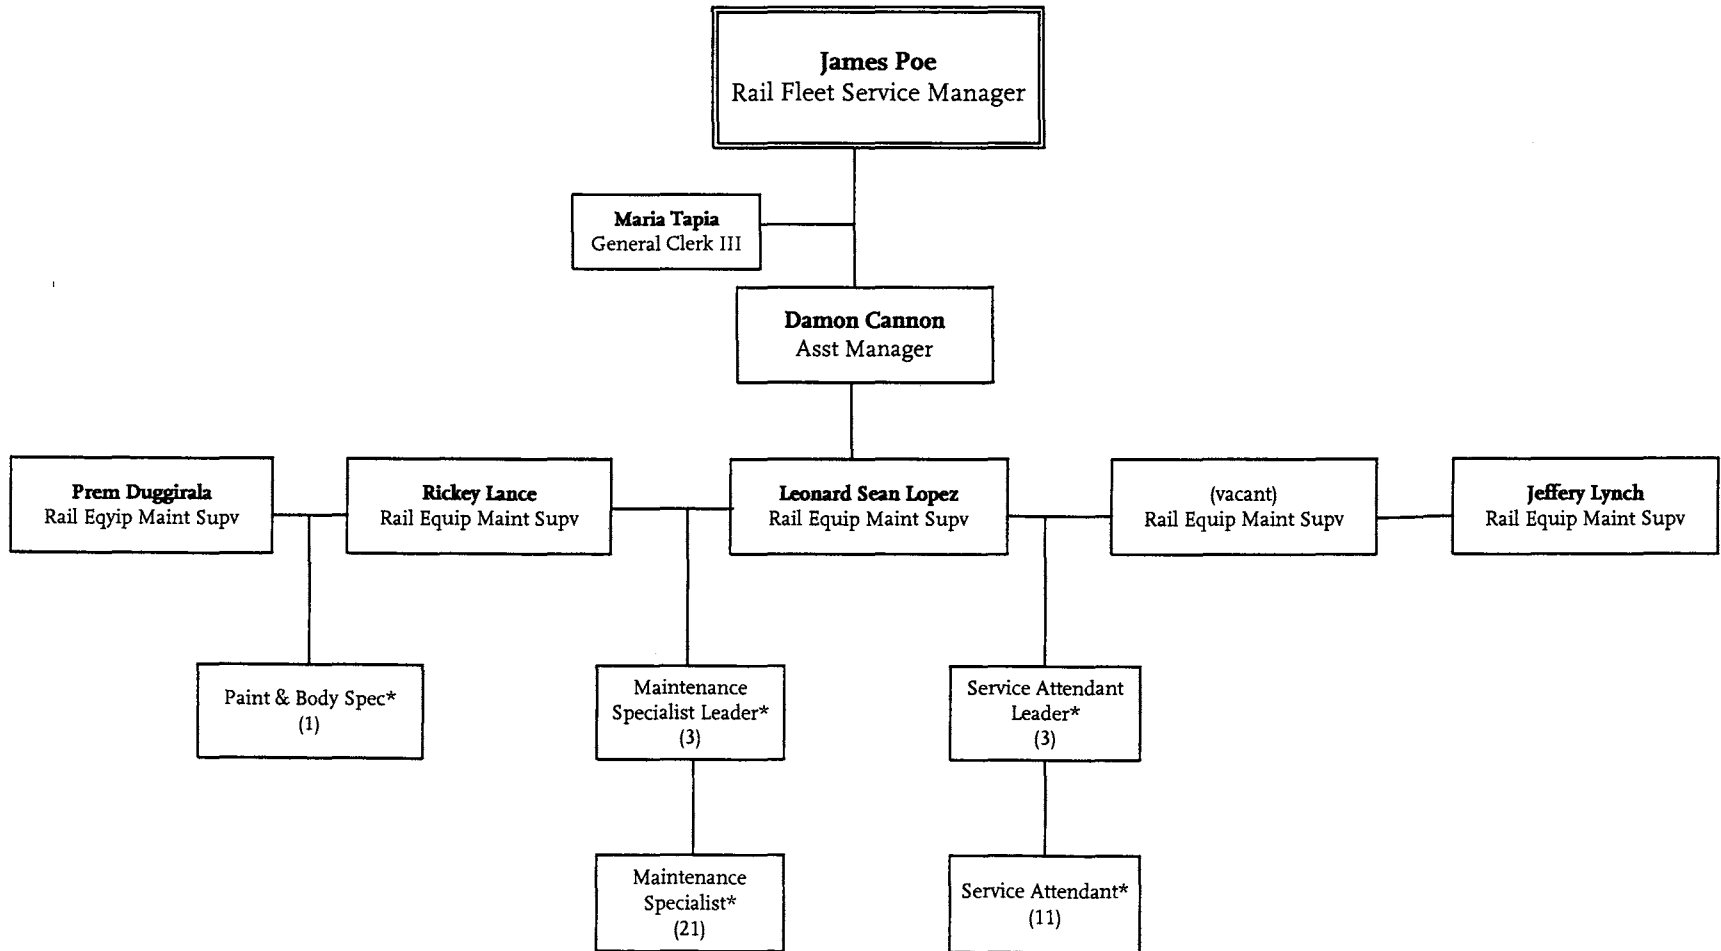 James Poe
Rail Fleet Service Manager
Maria Tapia
General Clerk III
Damon Cannon
Asst Manager
Prem Duggirala
Rail Eqyip Maint Supv
Rickey Lance
Rail Equip Maint Supv
Leonard Sean Lopez
Rail Equip Maint Supv
(vacant)
Rail Equip Maint Supv
Jeffery Lynch
Rail Equip Maint Supv
Paint & Body Spec*
(1)
Maintenance
Specialist Leader*
(3)
Service Attendant
Leader*
(3)
Maintenance
Specialist*
(21)
Service Attendant*
(11)